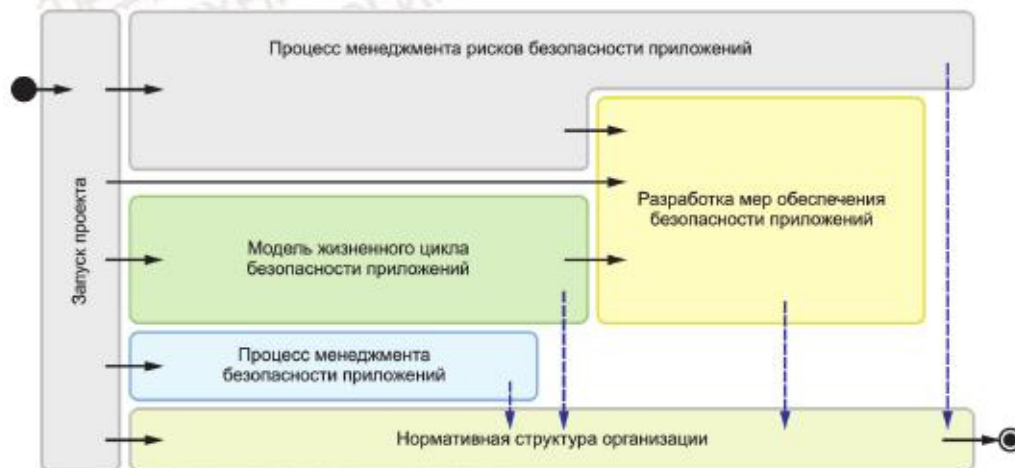 Процесс менеджмента рисков безопасности приложений
Запуск проекта
Разработка мер обеспечения
безопасности приложений
Модель жизненного цикла
безопасности приложений
Процесс менеджмента
безопасности приложений
Нормативная структура организации